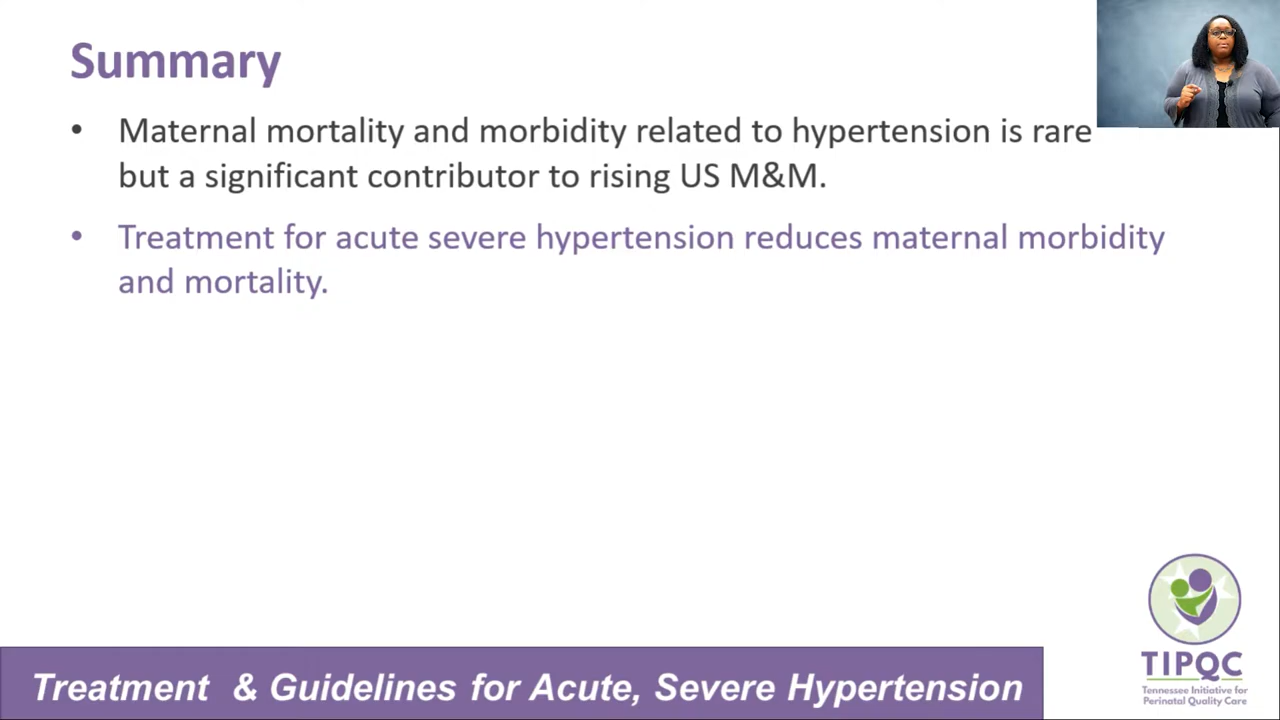 Summary
• Maternal mortality and morbidity related to hypertension is rare
but a significant contributor to rising US M&M.
• Treatment for acute severe hypertension reduces maternal morbidity
and mortality.
TIPQC
Tennessee Initiative for
Perinatal Quality Care
Treatment & Guidelines for Acute, Severe Hypertension